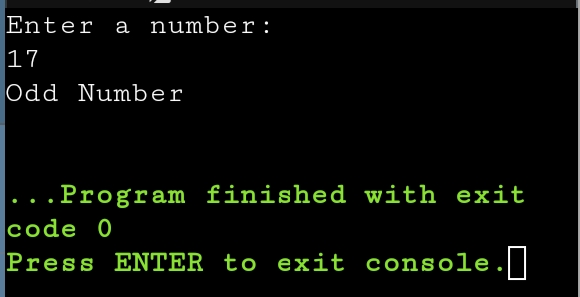 Enter a number:
17
Odd Number
...Program finished with exit
code 0
Press ENTER to exit console.